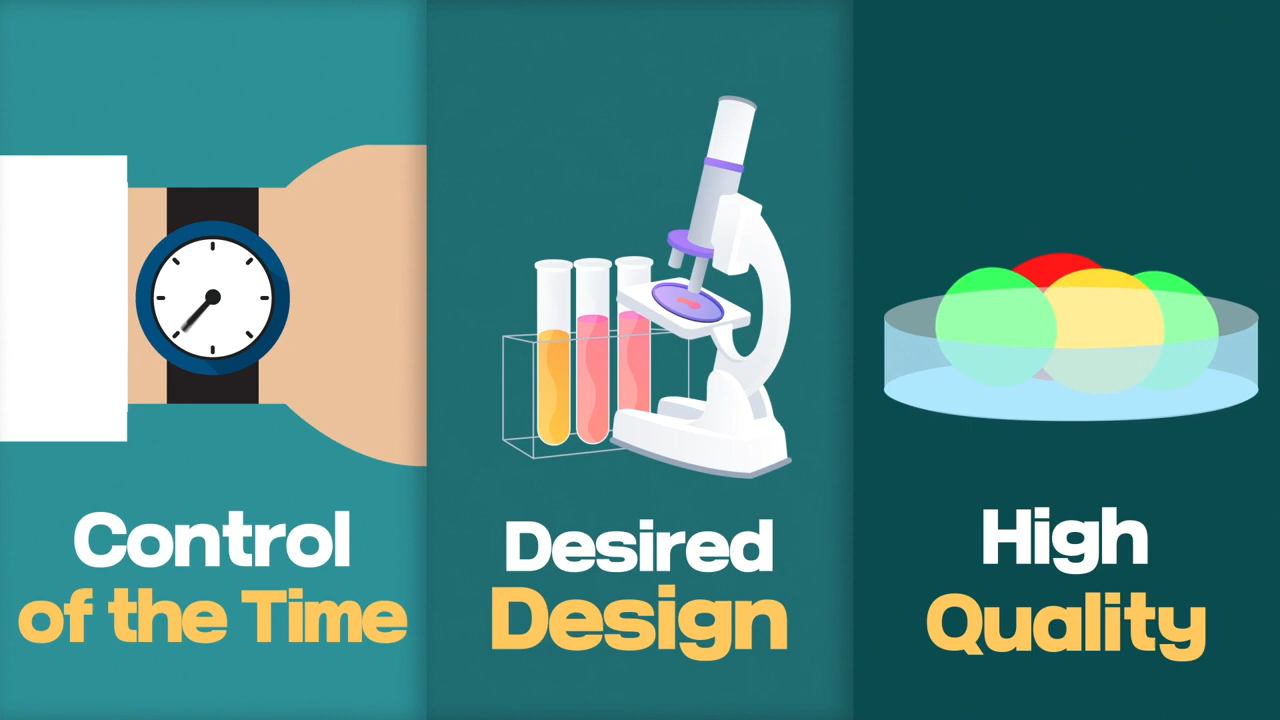 Control
of the Time
Desired
Design
High
Quality